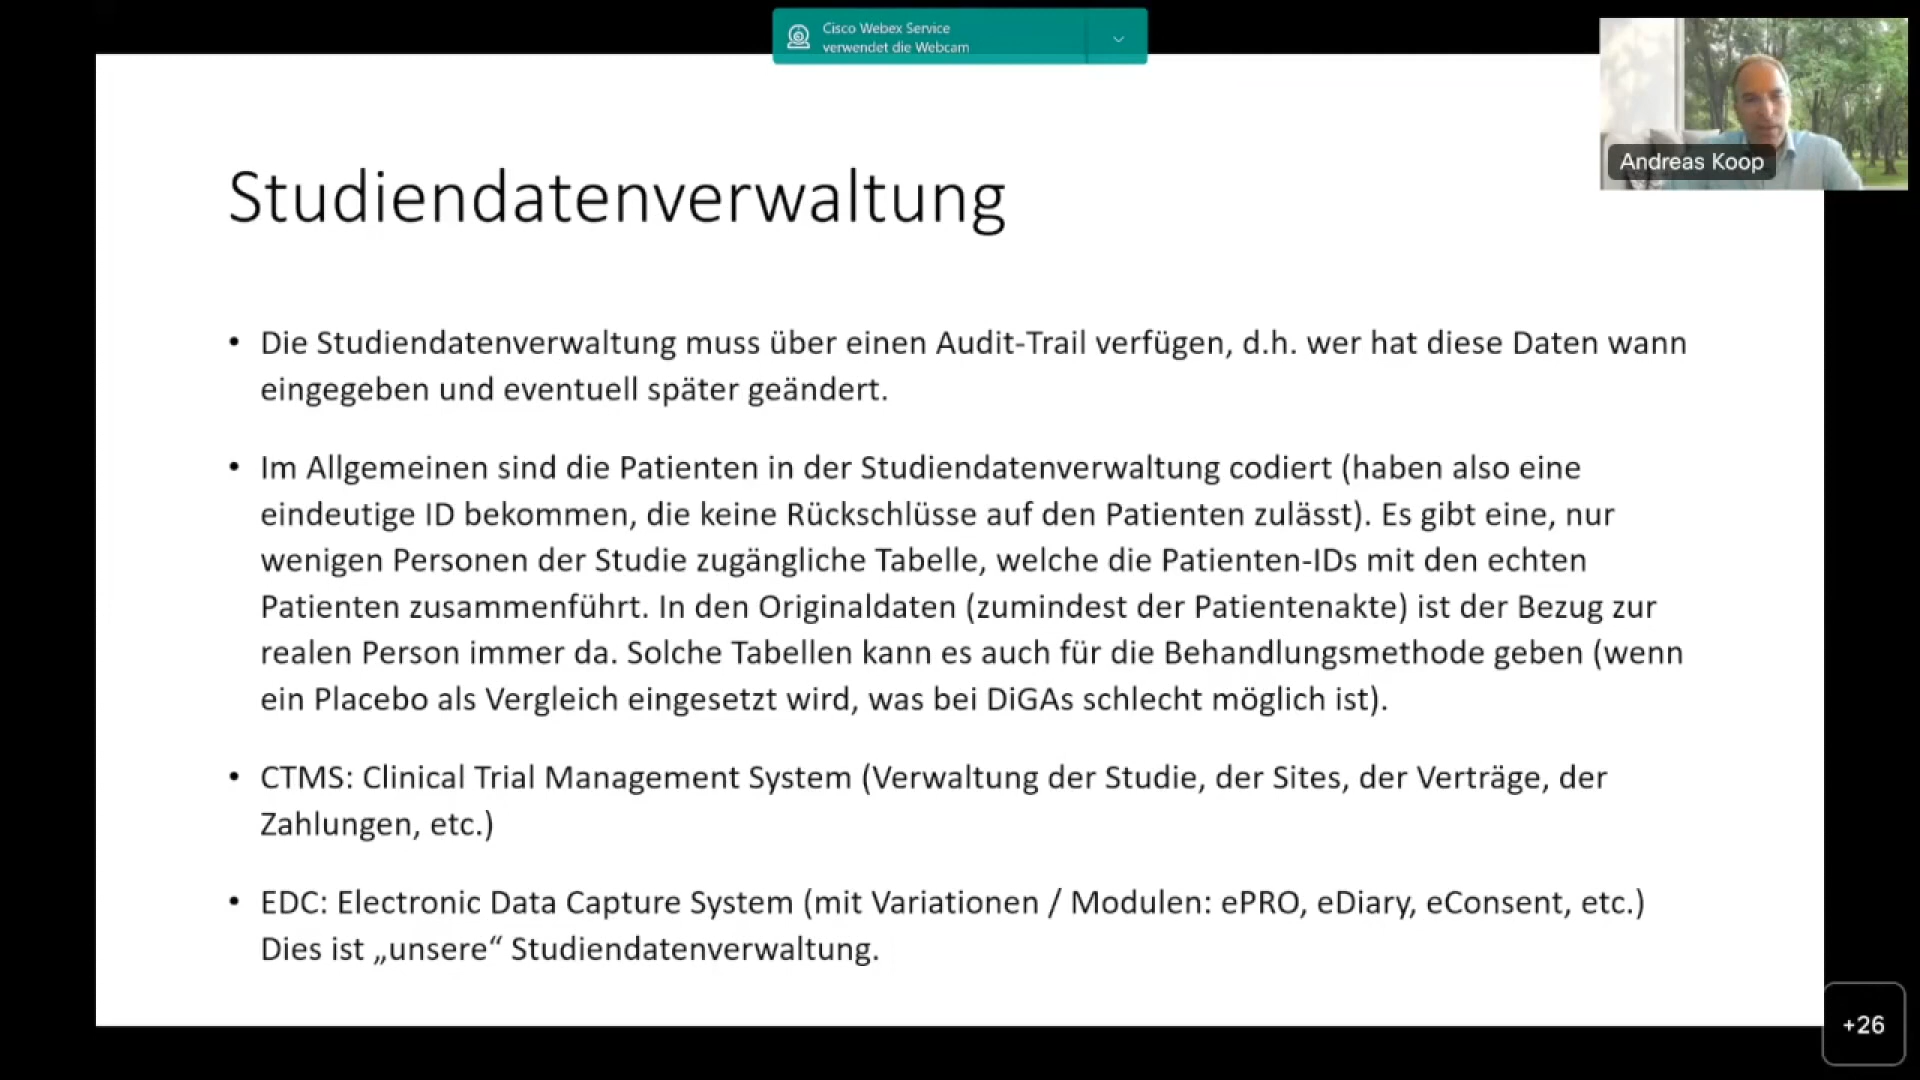 Cisco Webex Service
verwendet die Webcam
Andreas Koop
Studiendatenverwaltung
• Die Studiendatenverwaltung muss über einen Audit-Trail verfügen, d.h. wer hat diese Daten wann
eingegeben und eventuell später geändert.
• Im Allgemeinen sind die Patienten in der Studiendatenverwaltung codiert (haben also eine
eindeutige ID bekommen, die keine Rückschlüsse auf den Patienten zulässt). Es gibt eine, nur
wenigen Personen der Studie zugängliche Tabelle, welche die Patienten-IDs mit den echten
Patienten zusammenführt. In den Originaldaten (zumindest der Patientenakte) ist der Bezug zur
realen Person immer da. Solche Tabellen kann es auch für die Behandlungsmethode geben (wenn
ein Placebo als Vergleich eingesetzt wird, was bei DiGAs schlecht möglich ist).
• CTMS: Clinical Trial Management System (Verwaltung der Studie, der Sites, der Verträge, der
Zahlungen, etc.)
• EDC: Electronic Data Capture System (mit Variationen / Modulen: ePRO, eDiary, eConsent, etc.)
Dies ist „unsere“ Studiendatenverwaltung.
+26